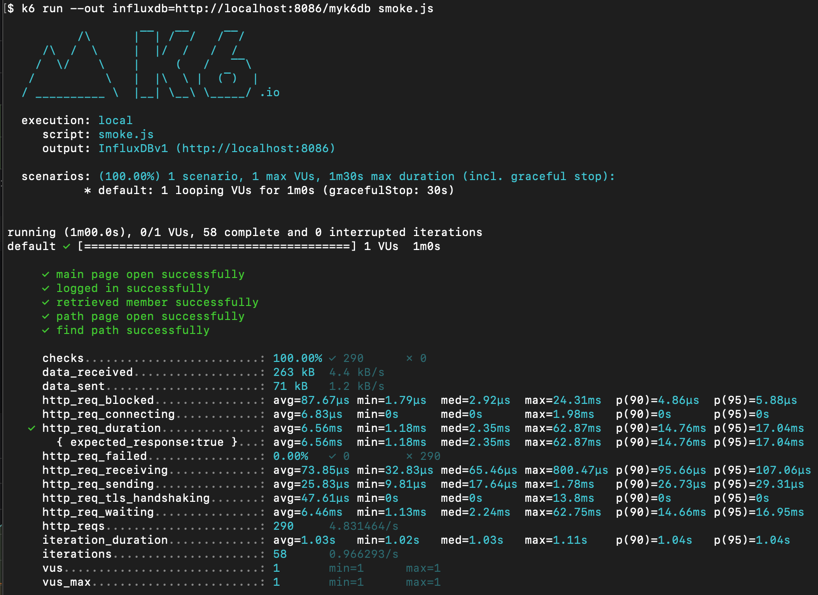 [$ k6 run --out influxdb=http://localhost:8086/myk6db smoke.js
          /\      |‾‾| /‾‾/   /‾‾/
     /\  /  \     |  |/  /   /  /
    /  \/    \    |     (   /   ‾‾\
   /          \   |  |\  \ |  (‾)  |
  / __________ \  |__| \__\ \_____/ .io
execution: local
script: smoke.js
output: InfluxDBv1 (http://localhost:8086)
scenarios: (100.00%) 1 scenario, 1 max VUs, 1m30s max duration (incl. graceful stop):
* default: 1 looping VUs for 1m0s (gracefulStop: 30s)
running (1m00.0s), 0/1 VUs, 58 complete and 0 interrupted iterations
default ✓ [======================================] 1 VUs  1m0s
✓ main page open successfully
✓ logged in successfully
✓ retrieved member successfully
✓ path page open successfully
✓ find path successfully
checks.........................: 100.00% ✓ 290      ✗ 0
data_received..................: 263 kB  4.4 kB/s
data_sent......................: 71 kB   1.2 kB/s
http_req_blocked...............: avg=87.67µs min=1.79µs  med=2.92µs  max=24.31ms  p(90)=4.86µs  p(95)=5.88µs
http_req_connecting............: avg=6.83µs  min=0s      med=0s      max=1.98ms   p(90)=0s      p(95)=0s
✓ http_req_duration..............: avg=6.56ms  min=1.18ms  med=2.35ms  max=62.87ms  p(90)=14.76ms p(95)=17.04ms
{ expected_response:true }...: avg=6.56ms  min=1.18ms  med=2.35ms  max=62.87ms  p(90)=14.76ms p(95)=17.04ms
http_req_failed................: 0.00%   ✓ 0        ✗ 290
http_req_receiving.............: avg=73.85µs min=32.83µs med=65.46µs max=800.47µs p(90)=95.66µs p(95)=107.06µs
http_req_sending...............: avg=25.83µs min=9.81µs  med=17.64µs max=1.78ms   p(90)=26.73µs p(95)=29.31µs
http_req_tls_handshaking.......: avg=47.61µs min=0s      med=0s      max=13.8ms   p(90)=0s      p(95)=0s
http_req_waiting...............: avg=6.46ms  min=1.13ms  med=2.24ms  max=62.75ms  p(90)=14.66ms p(95)=16.95ms
http_reqs......................: 290     4.831464/s
iteration_duration.............: avg=1.03s   min=1.02s   med=1.03s   max=1.11s    p(90)=1.04s   p(95)=1.04s
iterations.....................: 58      0.966293/s
vus............................: 1       min=1      max=1
vus_max........................: 1       min=1      max=1